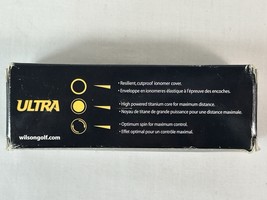 • Resilient, cutproof ionomer cover.
• Enveloppe en ionomeres élastique à l'épreuve des encoches.
ULTRA
• High powered titanium core for maximum distance.
• Noyau de titane de grande puissance pour une distance maximale.
wilsongolf.com
• Optimum spin for maximum control.
• Effet optimal pour un contrôle maximal.